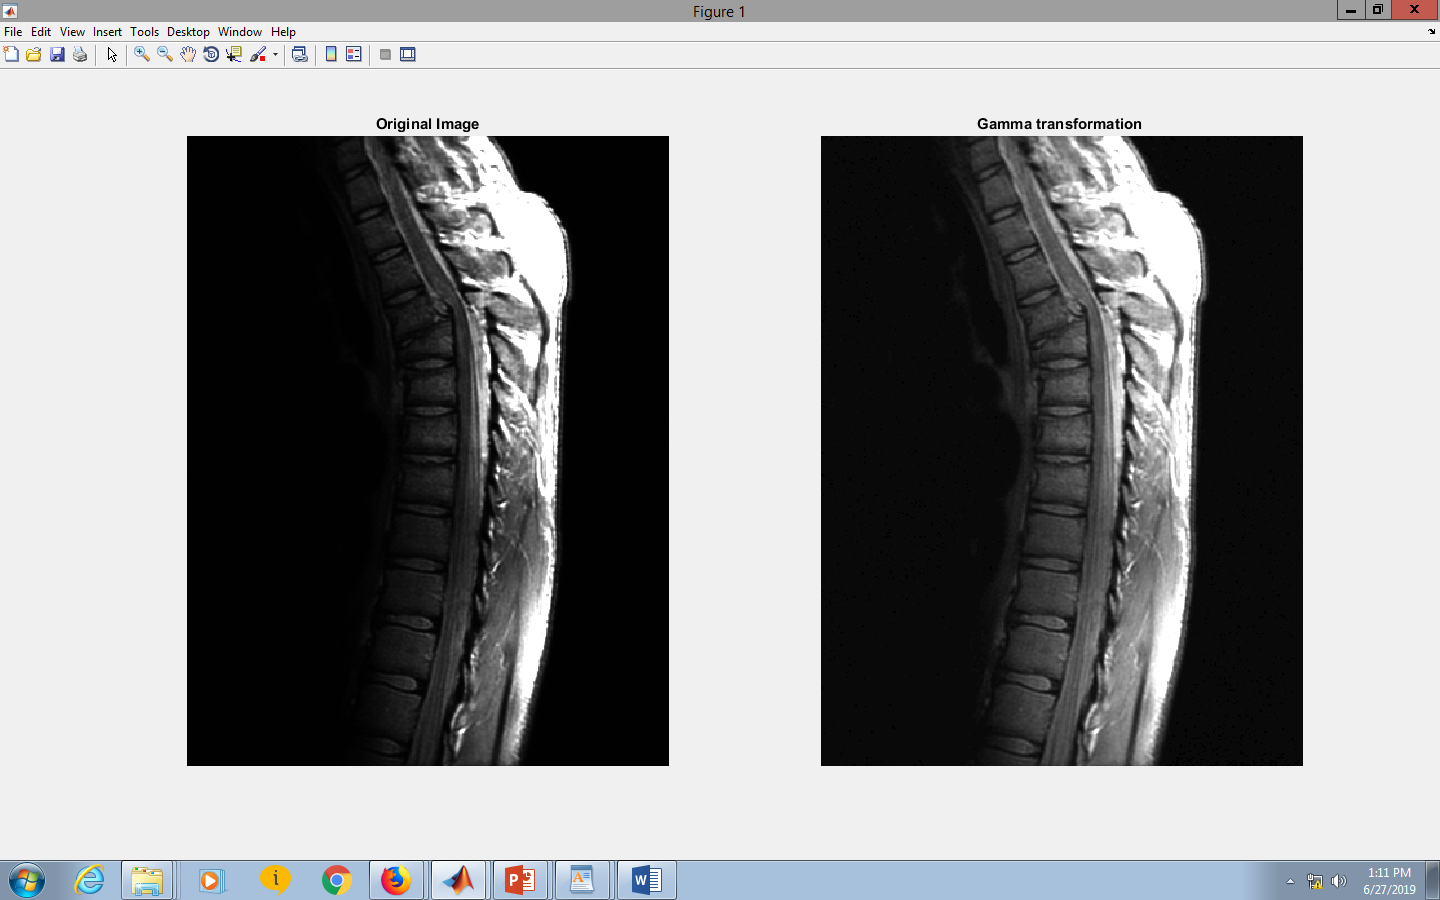 Figure 1
File Edit View Insert Tools Desktop Window Help
Original Image
Gamma transformation
1:11 PM
6/27/2019